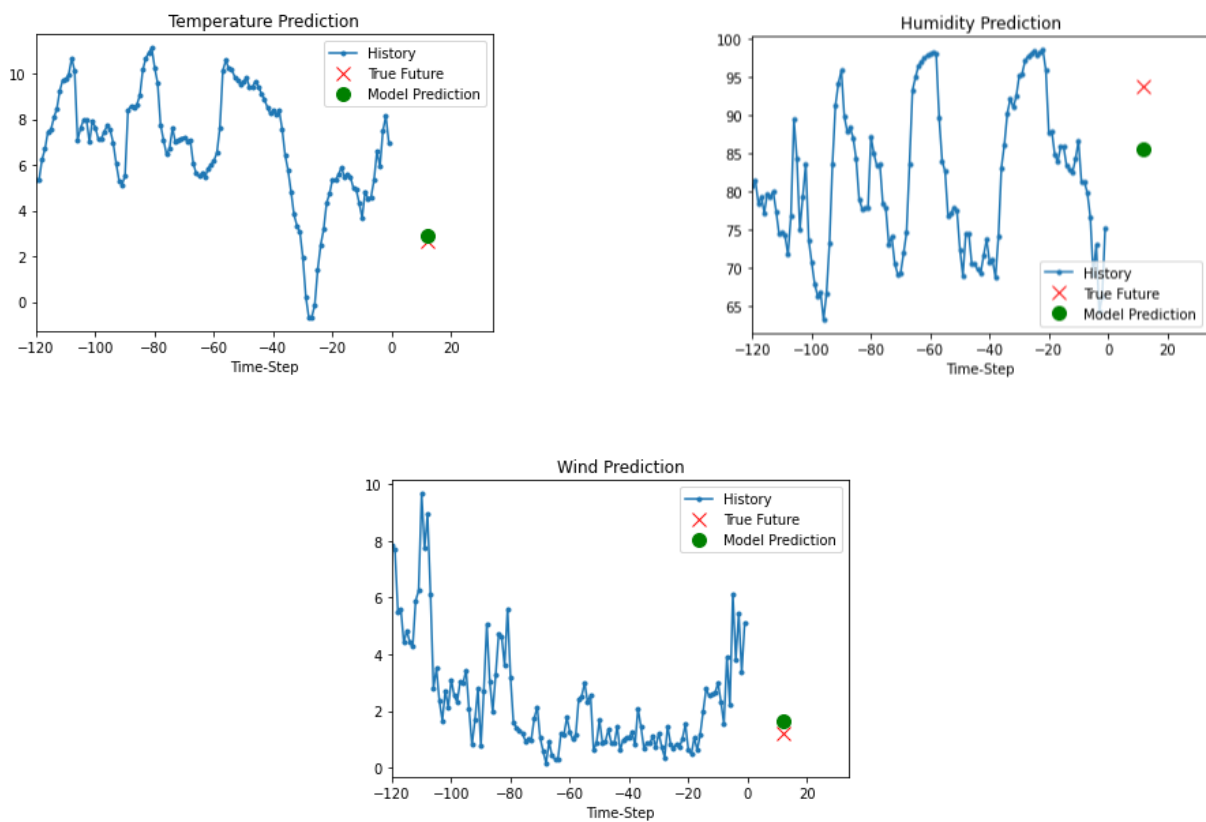 Temperature Prediction
History
True Future
Model Prediction
10
8
6
4
2
0
−120 −100 −80 −60 −40 −20 0 20
Time-Step
Humidity Prediction
100
95
90
85
80
75
70
65
History
True Future
Model Prediction
−120 −100 −80 −60 −40 −20 0 20
Time-Step
Wind Prediction
History
True Future
Model Prediction
10
8
6
4
2
0
−120 −100 −80 −60 −40 −20 0 20
Time-Step